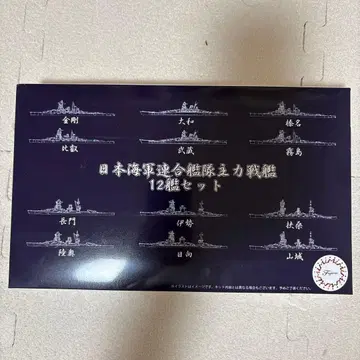 金剛 大和 榛名
比叡 武蔵 霧島
日本海軍連合艦隊主力戦艦
12艦セット
長門 伊勢 扶桑
陸奥 日向 山城